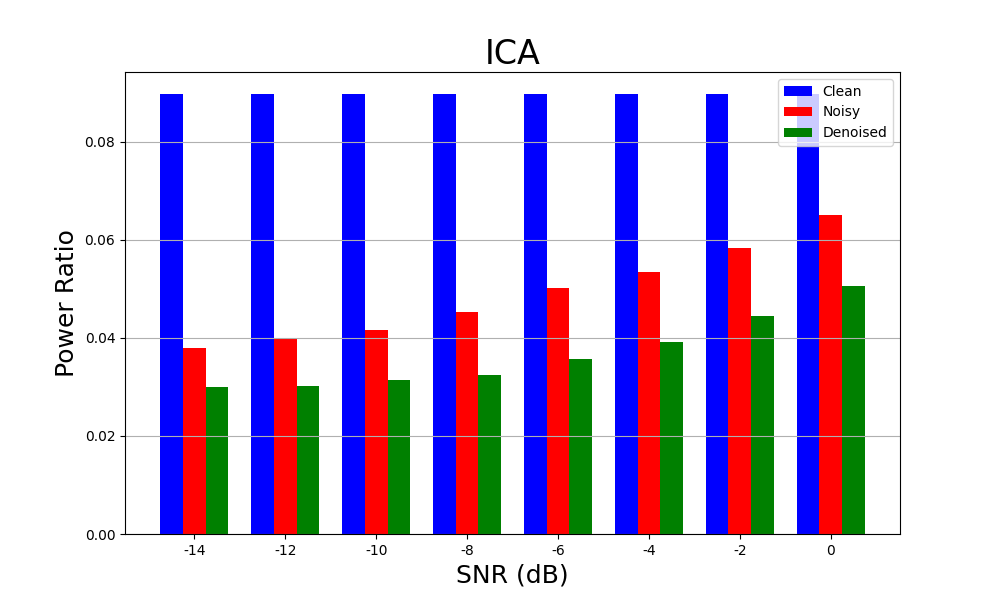 ICA
Clean
Noisy
Denoised
Power Ratio
0.08
0.06
0.04
0.02
0.00
-14 -12 -10 -8 -6 -4 -2 0
SNR (dB)